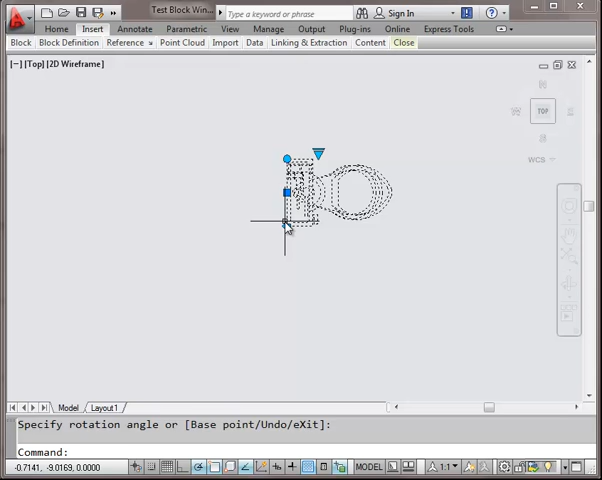 Test Block Win...
Type a keyword or phrase
Sign In
Home Insert Annotate Parametric View Manage Output Plug-ins Online Express Tools
Block Block Definition Reference Point Cloud Import Data Linking & Extraction Content Close
[−] [Top] [2D Wireframe]
N
W TOP S
S
WCS
Model Layout1
Specify rotation angle or [Base point/Undo/eXit]:
Command:
-0.7141, -9.0169, 0.0000 MODEL 1:1